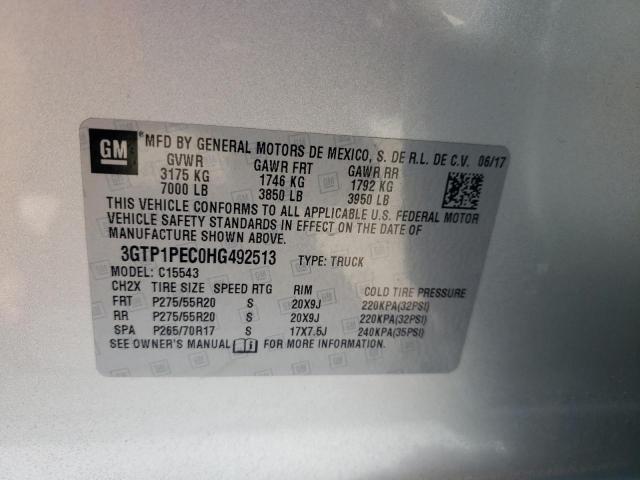 GM
®MFD BY GENERAL MOTORS DE MEXICO, S. DE R.L. DE C.V. 06/17
GVWR GAWR FRT GAWR RR
3175 KG 1746 KG 1792 KG
7000 LB 3850 LB 3950 LB
THIS VEHICLE CONFORMS TO ALL APPLICABLE U.S. FEDERAL MOTOR
VEHICLE SAFETY STANDARDS IN EFFECT ON THE DATE OF
MANUFACTURE SHOWN ABOVE.
3GTP1PEC0HG492513 TYPE: TRUCK
MODEL: C15543
CH2X TIRE SIZE SPEED RTG RIM COLD TIRE PRESSURE
FRT P275/55R20 S 20X9J 220KPA(32PSI)
RR P275/55R20 S 20X9J 220KPA(32PSI)
SPA P265/70R17 S 17X7.5J 240KPA(35PSI)
SEE OWNER'S MANUAL FOR MORE INFORMATION.